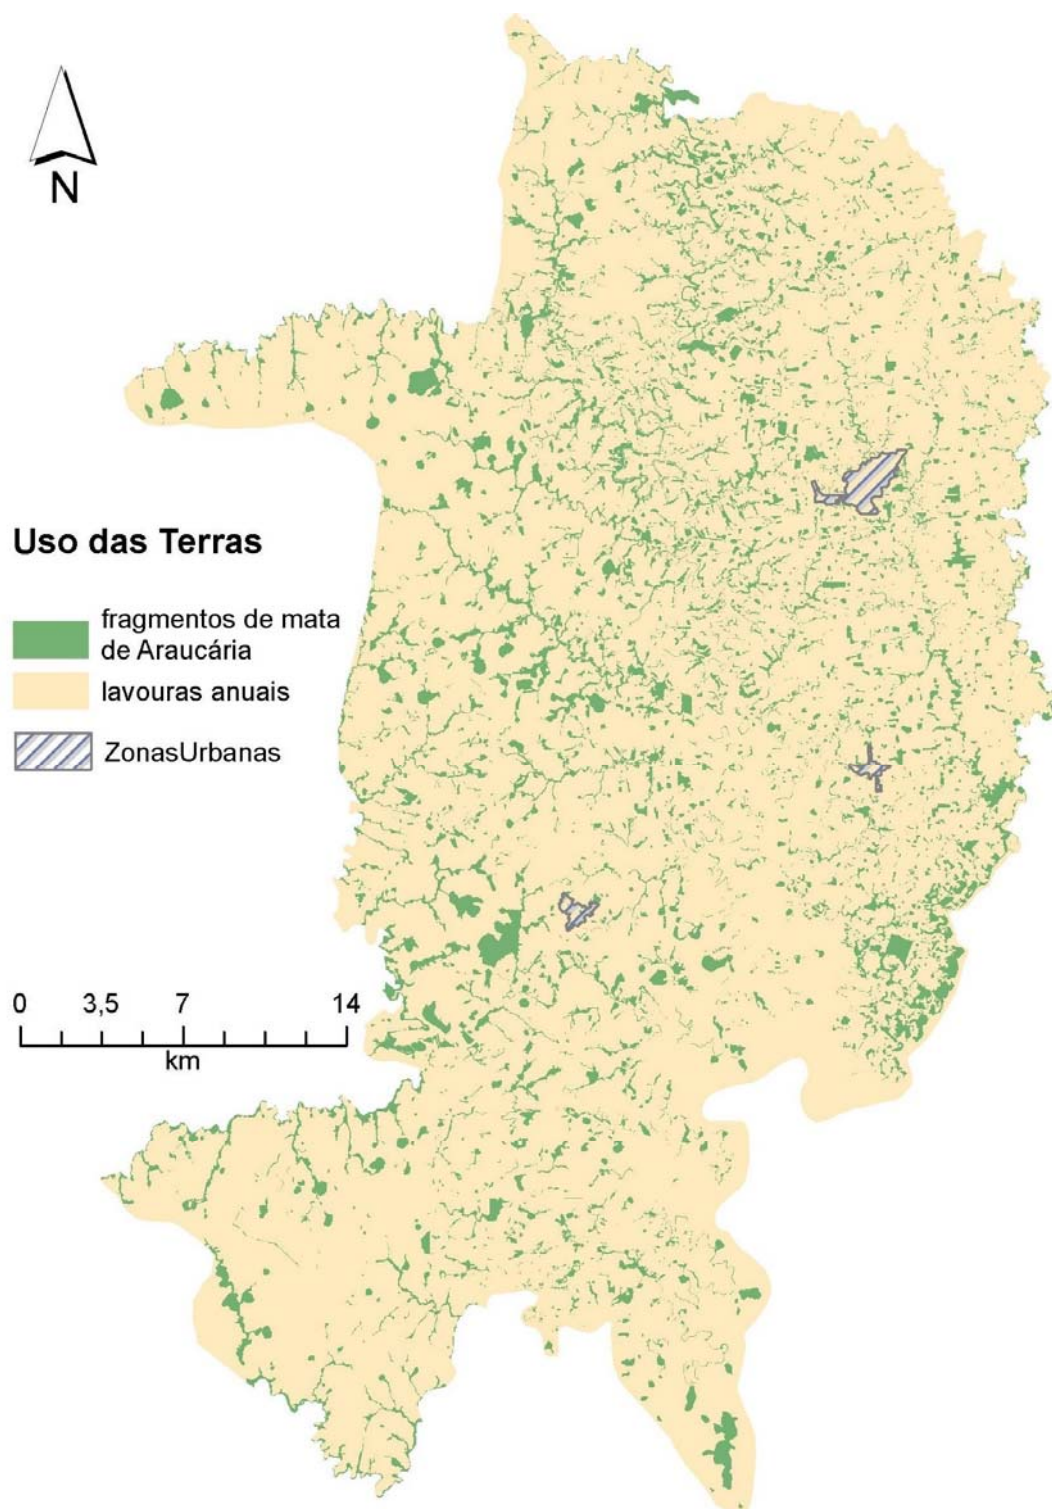 N
Uso das Terras
fragmentos de mata
de Araucária
lavouras anuais
ZonasUrbanas
0 3,5 7 14
km